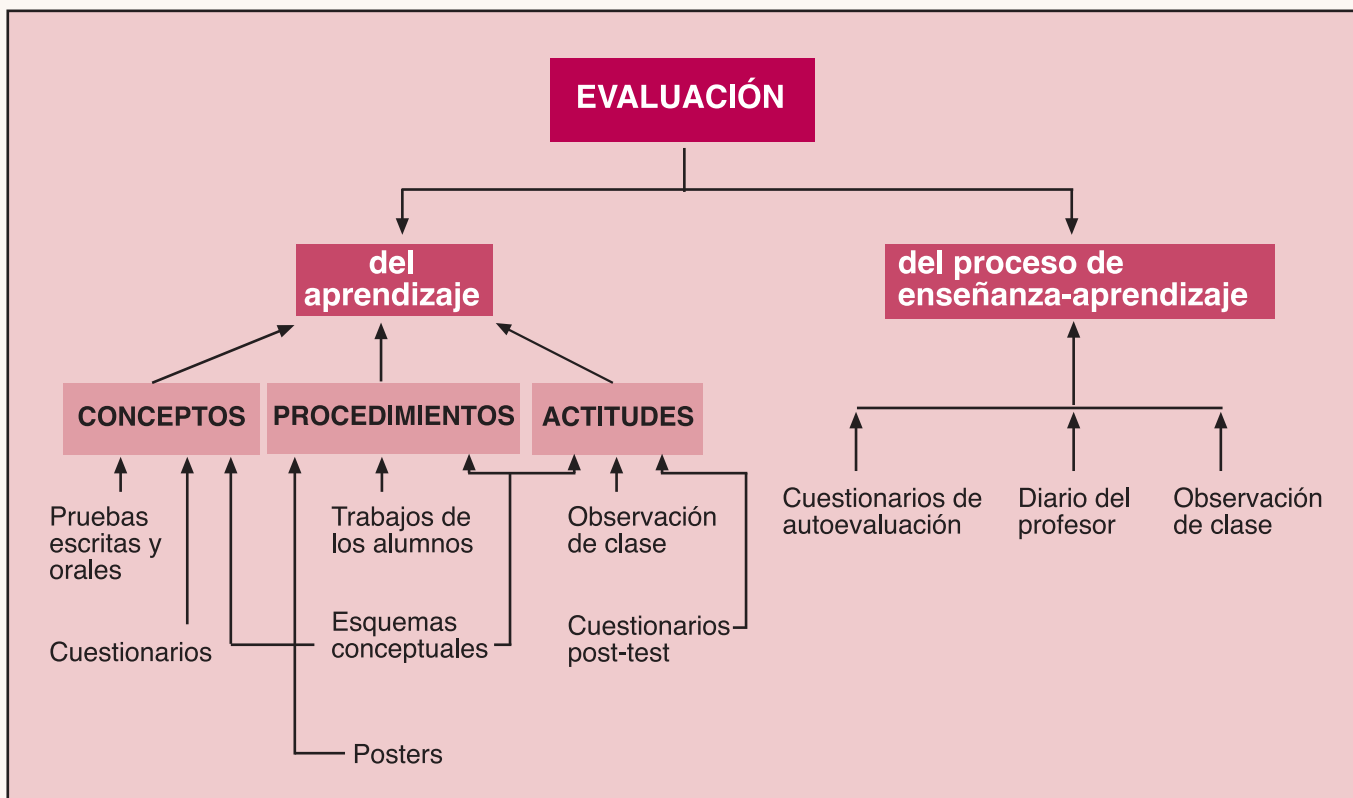 EVALUACIÓN
del
aprendizaje
del proceso de
enseñanza-aprendizaje
CONCEPTOS
PROCEDIMIENTOS
ACTITUDES
Pruebas
escritas y
orales
Trabajos de
los alumnos
Observación
de clase
Cuestionarios de
autoevaluación
Diario del
profesor
Observación
de clase
Cuestionarios
Esquemas
conceptuales
Cuestionarios
post-test
Posters